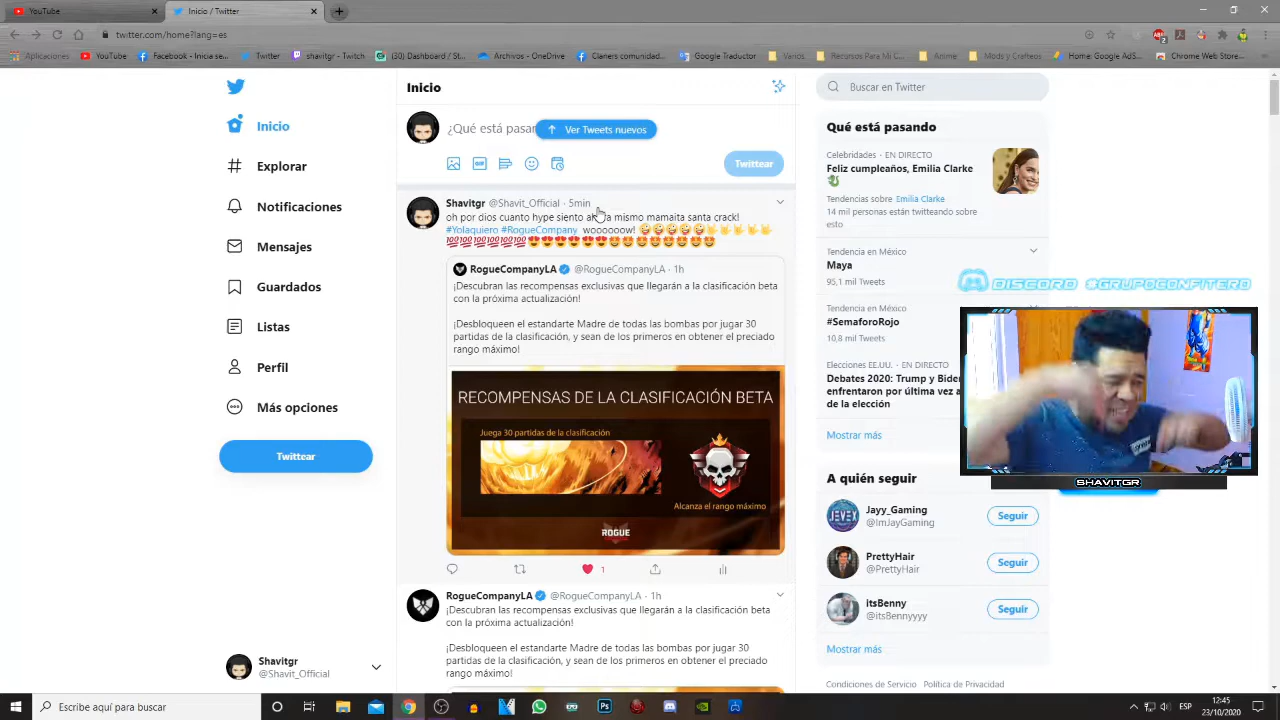 YouTube
Inicio / Twitter
twitter.com/home?lang=es
Aplicaciones
YouTube
Facebook - Inicia se...
Twitter
shavitgr - Twitch
(30) Dashboard / St...
Ofertas
Claners comunidad...
Google Traductor
Varios
Recursos Para Mi C...
Anime
Mods y Cosas
Home: Google AdS...
Chrome Web Store...
Inicio
Explorar
Notificaciones
Mensajes
Guardados
Listas
Perfil
Más opciones
Twittear
Shavitgr
@Shavit_Official
Inicio
¿Qué está pasan
Ver Tweets nuevos
Twittear
Shavitgr @Shavit_Official · 5min
oh por dios cuanto hype siento mismo mamaita santa crack!
#Yolaquiero #RogueCompany woooooow!
RogueCompanyLA @RogueCompanyLA · 1h
¡Descubran las recompensas exclusivas que llegarán a la clasificación beta
con la próxima actualización!
¡Desbloqueen el estandarte Madre de todas las bombas por jugar 30
partidas de la clasificación, y sean de los primeros en obtener el preciado
rango máximo!
RECOMPENSAS DE LA CLASIFICACIÓN BETA
Juega 30 partidas de la clasificación
Alcanza el rango máximo
ROGUE
1
RogueCompanyLA @RogueCompanyLA · 1h
¡Descubran las recompensas exclusivas que llegarán a la clasificación beta
con la próxima actualización!
¡Desbloqueen el estandarte Madre de todas las bombas por jugar 30
partidas de la clasificación, y sean de los primeros en obtener el preciado
rango máximo!
Buscar en Twitter
Qué está pasando
Celebridades · EN DIRECTO
Feliz cumpleaños, Emilia Clarke
Tendencias sobre Emilia Clarke
14 mil personas están twitteando sobre
esto
Tendencia en México
Maya
95,1 mil Tweets
Tendencia en México
#SemaforoRojo
10,8 mil Tweets
Elecciones EE.UU. · EN DIRECTO
Debates 2020: Trump y Biden
enfrentaron por última vez a
de la elección
Mostrar más
DISCORD #GRUPOCONFITERO
SHAVITGR
A quién seguir
Jayy_Gaming
@ImJayGaming
Seguir
PrettyHair
@PrettyHair
Seguir
itsBenny
@itsBennyyyy
Seguir
Mostrar más
Condiciones de Servicio Política de Privacidad
Escribe aquí para buscar
ESP
12:45
23/10/2020